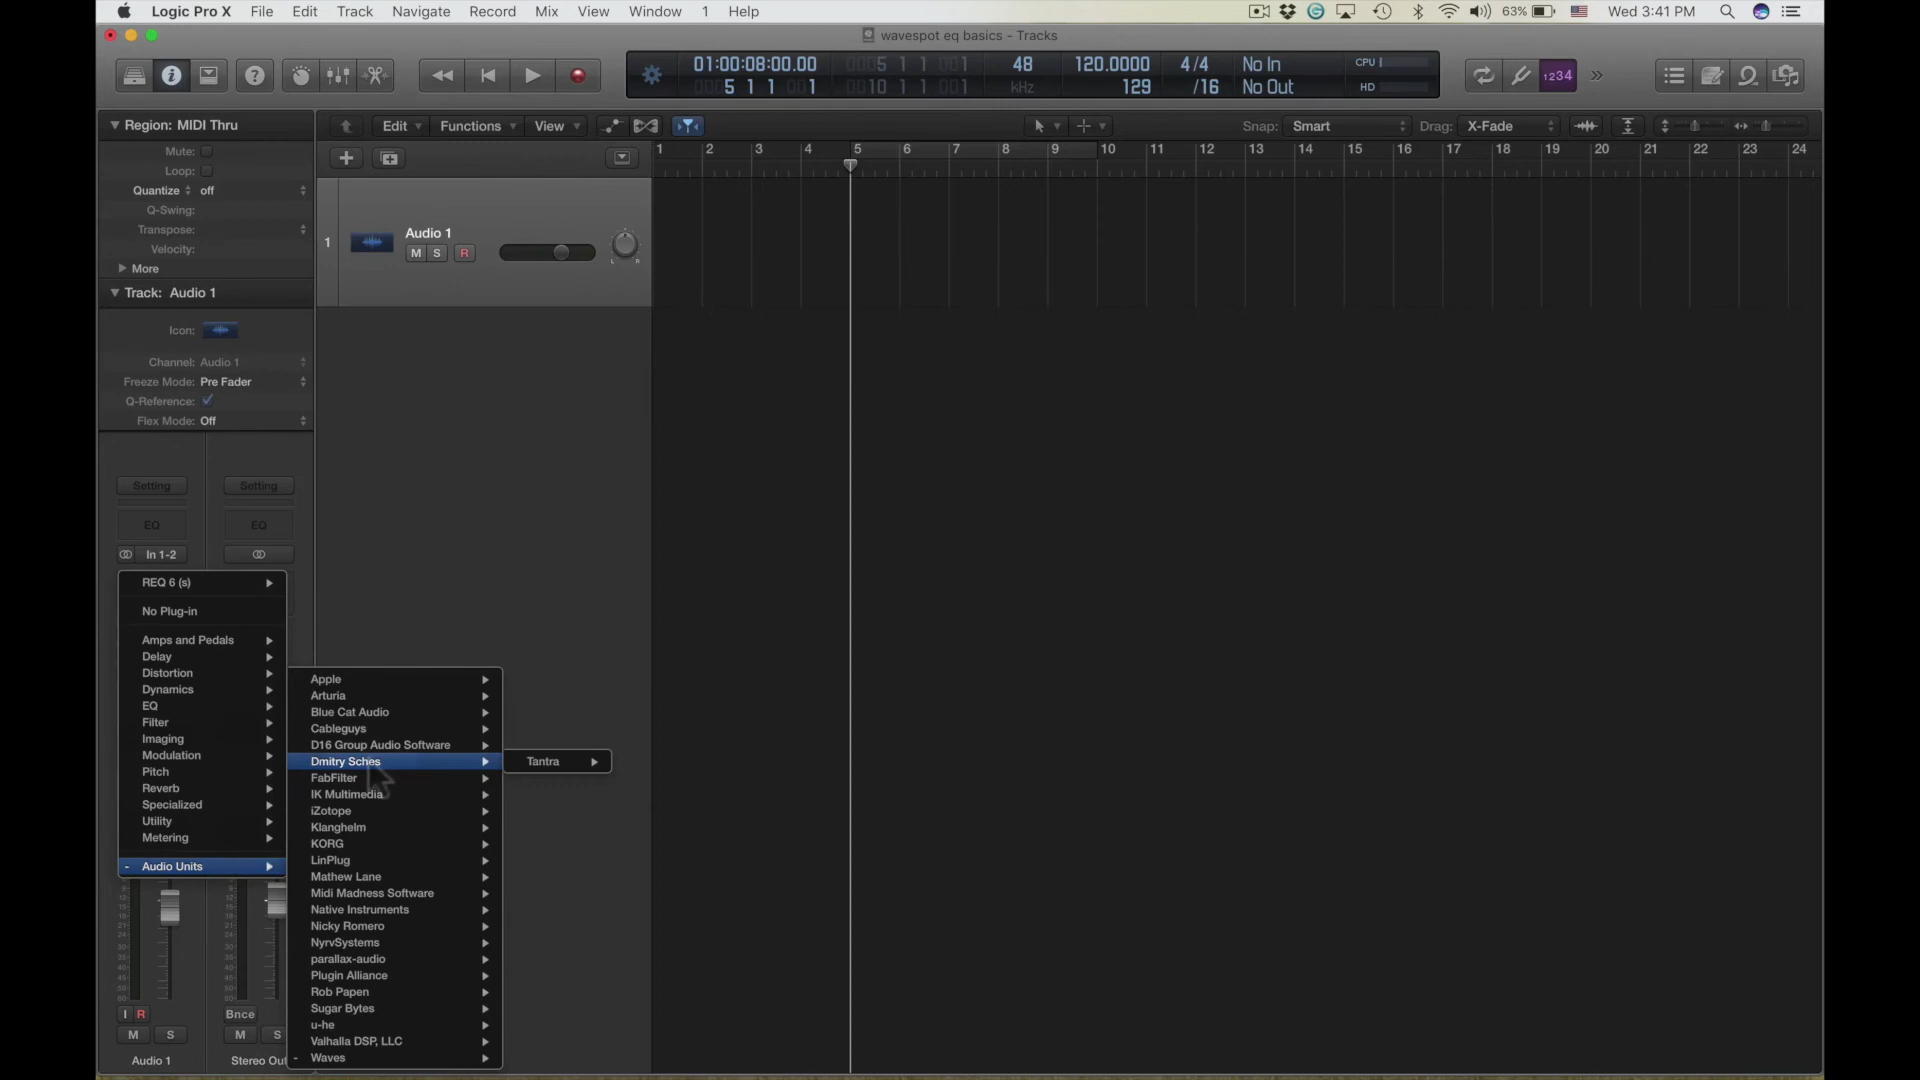 Logic Pro X File Edit Track Navigate Record Mix View Window 1 Help 63% Wed 3:41 PM
wavespot eq basics - Tracks
01:00:08:00.00 48 120.0000 4/4 No In CPU
5 1 1 1 kHz 129 /16 No Out HD
1234
Region: MIDI Thru
Edit Functions View Snap: Smart Drag: X-Fade
Mute:
Loop:
Quantize off
Q-Swing:
Transpose:
Velocity:
More
1 2 3 4 5 6 7 8 9 10 11 12 13 14 15 16 17 18 19 20 21 22 23 24
1
Audio 1
M S R
L R
Track: Audio 1
Icon:
Channel: Audio 1
Freeze Mode: Pre Fader
Q-Reference:
Flex Mode: Off
Setting Setting
EQ EQ
In 1-2
REQ 6 (s)
No Plug-in
Amps and Pedals
Delay
Distortion
Dynamics
EQ
Filter
Imaging
Modulation
Pitch
Reverb
Specialized
Utility
Metering
- Audio Units
Apple
Arturia
Blue Cat Audio
Cableguys
D16 Group Audio Software
Dmitry Sches
FabFilter
IK Multimedia
iZotope
Klanghelm
KORG
LinPlug
Mathew Lane
Midi Madness Software
Native Instruments
Nicky Romero
NyrvSystems
parallax-audio
Plugin Alliance
Rob Papen
Sugar Bytes
u-he
Valhalla DSP, LLC
- Waves
Tantra
I R Bnce
M S M S
Audio 1 Stereo Out